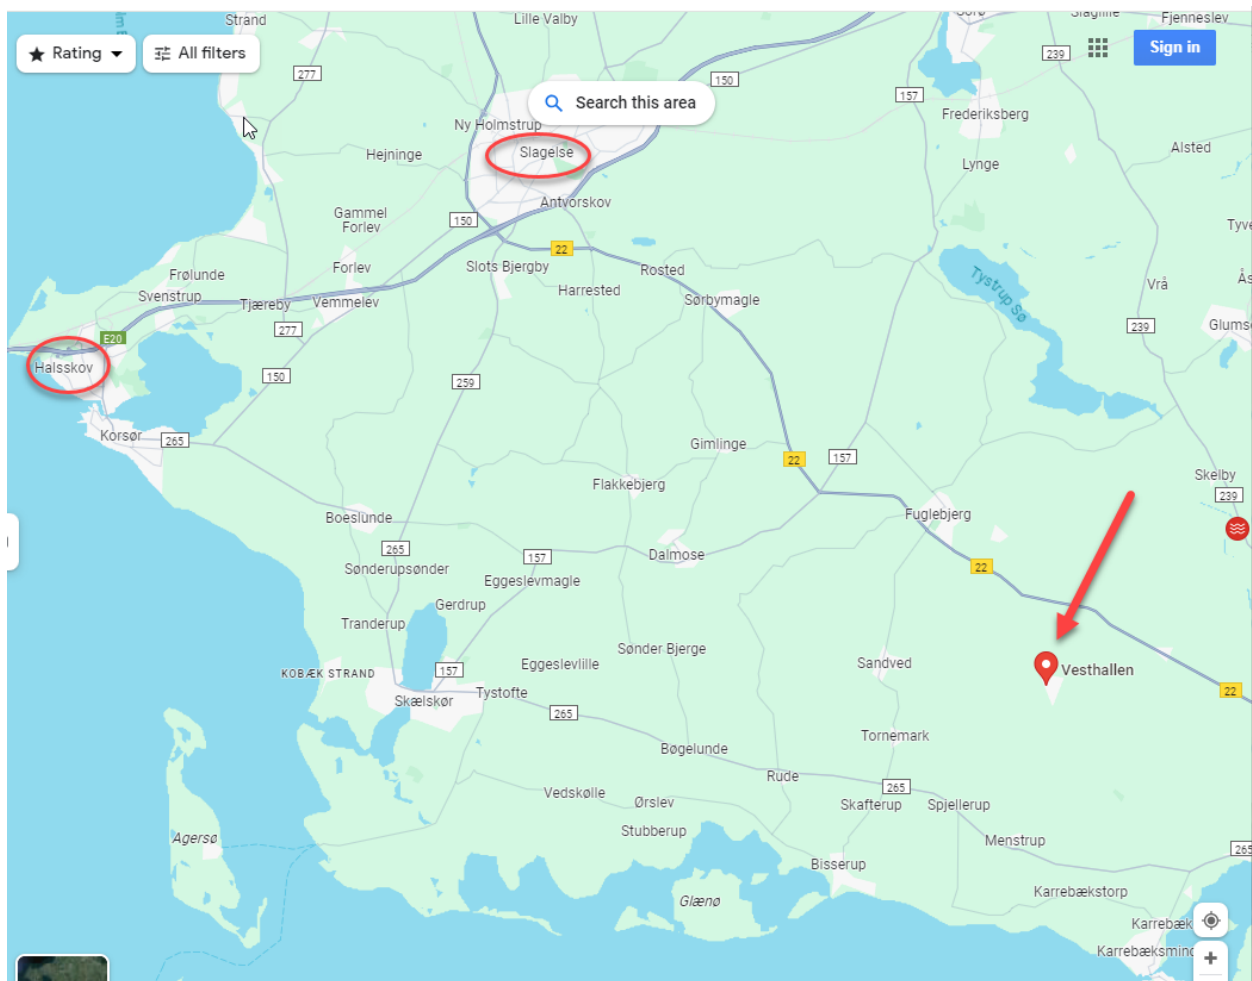 Strand
Lille Valby
Fjenneslev
Rating
All filters
239
Sign in
277
150
Search this area
157
Frederiksberg
Ny Holmstrup
Slagelse
Hejninge
Alsted
Lynge
Antvorskov
Gammel
Forlev
150
22
Forlev
Slots Bjergby
Rosted
Frølunde
Harrested
Tystrup Sø
Vrå
Svenstrup
Tjæreby
Vemmelev
Sørbymagle
277
239
E20
Halsskov
150
259
Korsør
265
Gimlinge
22
157
Skelby
Flakkebjerg
239
Boeslunde
Fuglebjerg
265
157
Dalmose
22
Sønderupsønder
Eggeslevmagle
Gerdrup
Tranderup
Sønder Bjerge
Eggeslevlille
Sandved
Vesthallen
KOBÆK STRAND
157
22
Skælskør
Tystofte
265
Tornemark
Bøgelunde
Rude
265
Vedskølle
Ørslev
Skafterup
Spjellerup
Stubberup
Agersø
Menstrup
265
Bisserup
Glænø
Karrebækstorp
Karrebæk
Karrebæksmind